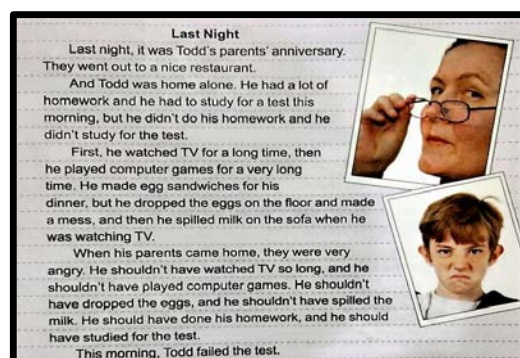 Last Night
Last night, it was Todd's parents' anniversary.
They went out to a nice restaurant.
And Todd was home alone. He had a lot of
homework and he had to study for a test this
morning, but he didn't do his homework and he
didn't study for the test.
First, he watched TV for a long time, then
he played computer games for a very long
time. He made egg sandwiches for his
dinner, but he dropped the eggs on the floor and made
a mess, and then he spilled milk on the sofa when he
was watching TV.
When his parents came home, they were very
angry. He shouldn't have watched TV so long, and he
shouldn't have played computer games. He shouldn't
have dropped the eggs, and he shouldn't have spilled the
milk. He should have done his homework, and he should
have studied for the test.
This morning, Todd failed the test.